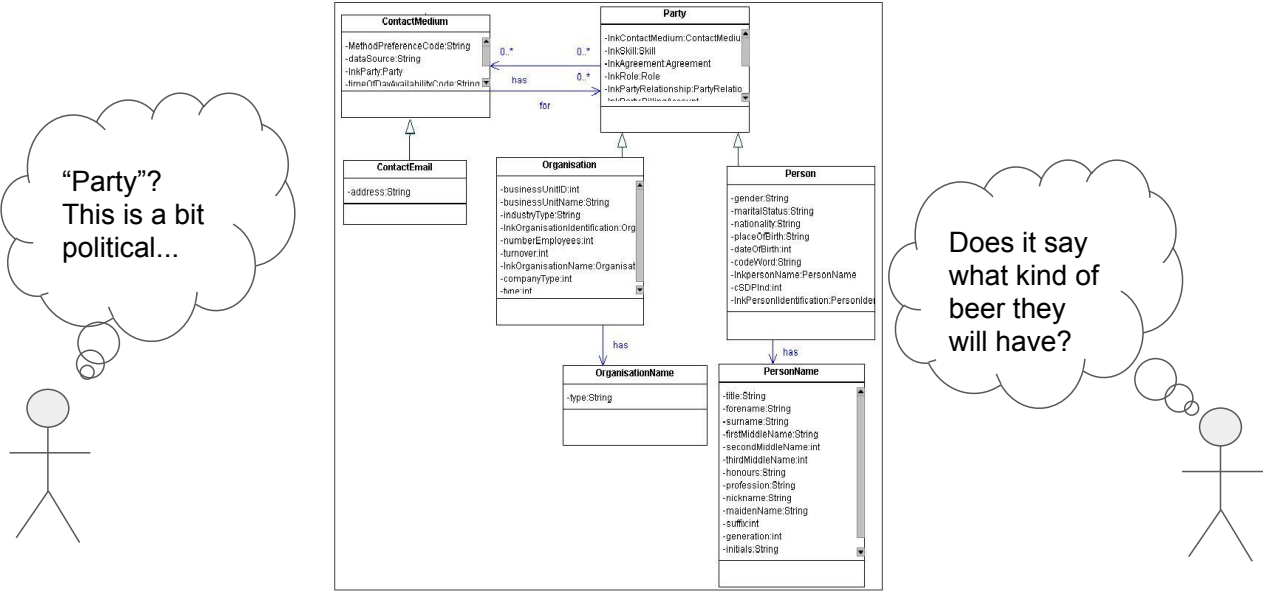 “Party”?
This is a bit
political...
ContactMedium
-MethodPreferenceCode:String
-dataSource:String
-lnkParty:Party
-timeOfDayAvailabilityCode:String
ContactEmail
-address:String
0..*
0..*
has
0..*
for
Party
-lnkContactMedium:ContactMediu
-lnkSkill:Skill
-lnkAgreement:Agreement
-lnkRole:Role
-lnkPartyRelationship:PartyRelatio
-lnkPartyBillingAccount
Organisation
-businessUnitID:int
-businessUnitName:String
-industryType:String
-lnkOrganisationIdentification:Org
-numberEmployees:int
-turnover:int
-lnkOrganisationName:Organisat
-companyType:int
-type:int
has
OrganisationName
-type:String
Person
-gender:String
-maritalStatus:String
-nationality:String
-placeOfBirth:String
-dateOfBirth:int
-codeWord:String
-lnkpersonName:PersonName
-cSDPInd:int
-lnkPersonIdentification:PersonIden
has
PersonName
-title:String
-forename:String
-surname:String
-firstMiddleName:String
-secondMiddleName:int
-thirdMiddleName:int
-honours:String
-profession:String
-nickname:String
-maidenName:String
-suffix:int
-generation:int
-initials:String
Does it say
what kind of
beer they
will have?